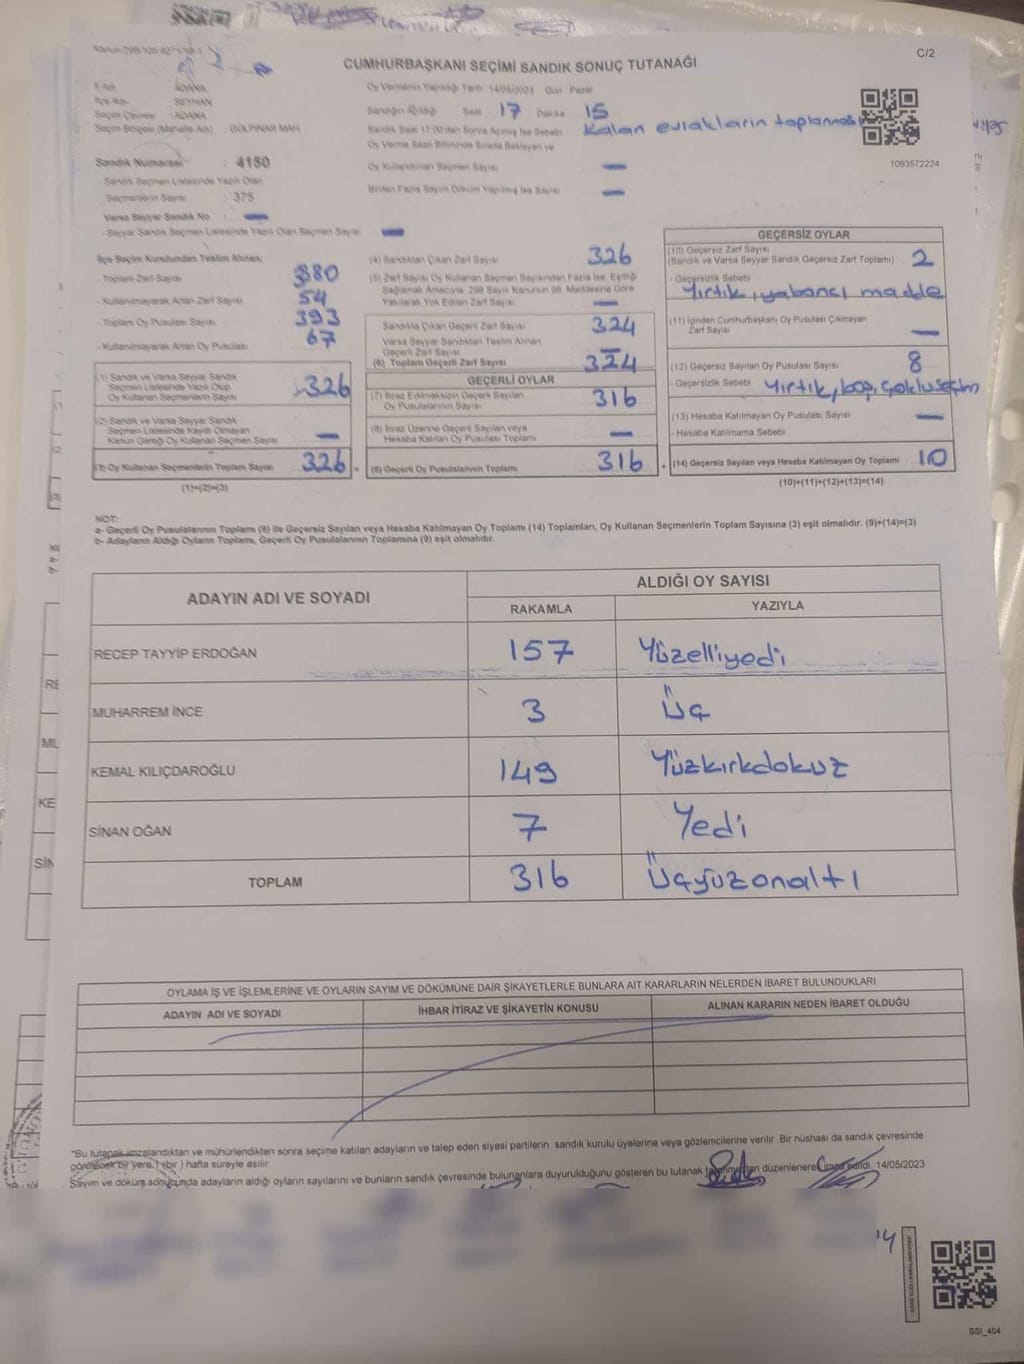 C/2
CUMHURBAŞKANI SEÇİMİ SANDIK SONUÇ TUTANAĞI
İli Adı : ADANA
İlçe Adı : SEYHAN
Seçim Çevresi : ADANA
Seçim Bölgesi (Mahalle Adı) : GÜLPINAR MAH
Sandık Numarası : 4150
- Sandık Seçmen Listesinde Yazılı Olan
Seçmenlerin Sayısı : 375
Varsa Seyyar Sandık No : —
- Seyyar Sandık Seçmen Listesinde Yazılı Olan Seçmen Sayısı : —
Oy Vermenin Yapıldığı Tarih 14/05/2023 Gün Pazar
Sandığın Açıldığı Saat 17 Dakika 15
Sandık Saat 17:00'den Sonra Açılmış İse Sebebi Kalan evrakların toplanması
Oy Verme Saati Bitiminde Sırada Bekleyen ve
Oy Kullandırılan Seçmen Sayısı —
Birden Fazla Sayım Döküm Yapılmış İse Sayısı —
1093572224
İlçe Seçim Kurulundan Teslim Alınan;
- Toplam Zarf Sayısı 380
- Kullanılmayarak Artan Zarf Sayısı 54
- Toplam Oy Pusulası Sayısı 393
- Kullanılmayarak Artan Oy Pusulası 67
(1) Sandık ve Varsa Seyyar Sandık
Seçmen Listesinde Yazılı Olup
Oy Kullanan Seçmenlerin Sayısı 326
(2) Sandık ve Varsa Seyyar Sandık
Seçmen Listesinde Kayıtlı Olmayan
Kanun Gereği Oy Kullanan Seçmen Sayısı —
(3) Oy Kullanan Seçmenlerin Toplam Sayısı 326
(1)+(2)=(3)
(4) Sandıktan Çıkan Zarf Sayısı 326
(5) Zarf Sayısı Oy Kullanan Seçmen Sayısından Fazla İse, Eşitliği
Sağlamak Amacıyla, 298 Sayılı Kanunun 98. Maddesine Göre
Yakılarak Yok Edilen Zarf Sayısı —
Sandıkta Çıkan Geçerli Zarf Sayısı 324
Varsa Seyyar Sandıktan Teslim Alınan
Geçerli Zarf Sayısı —
(6) Toplam Geçerli Zarf Sayısı 324
GEÇERLİ OYLAR
(7) İtiraz Edilmeksizin Geçerli Sayılan
Oy Pusulalarının Sayısı 316
(8) İtiraz Üzerine Geçerli Sayılan veya
Hesaba Katılan Oy Pusulası Toplamı —
(9) Geçerli Oy Pusulalarının Toplamı 316
GEÇERSİZ OYLAR
(10) Geçersiz Zarf Sayısı
(Sandık ve Varsa Seyyar Sandık Geçersiz Zarf Toplamı) 2
- Geçersizlik Sebebi
Yırtık, yabancı madde
(11) İçinden Cumhurbaşkanı Oy Pusulası Çıkmayan
Zarf Sayısı —
(12) Geçersiz Sayılan Oy Pusulası Sayısı 8
- Geçersizlik Sebebi Yırtık, boş, çoklu seçim
(13) Hesaba Katılmayan Oy Pusulası Sayısı —
- Hesaba Katılmama Sebebi
(14) Geçersiz Sayılan veya Hesaba Katılmayan Oy Toplamı 10
(10)+(11)+(12)+(13)=(14)
NOT:
a- Geçerli Oy Pusulalarının Toplamı (9) ile Geçersiz Sayılan veya Hesaba Katılmayan Oy Toplamı (14) Toplamları, Oy Kullanan Seçmenlerin Toplam Sayısına (3) eşit olmalıdır. (9)+(14)=(3)
b- Adayların Aldığı Oyların Toplamı, Geçerli Oy Pusulalarının Toplamına (9) eşit olmalıdır.
ADAYIN ADI VE SOYADI ALDIĞI OY SAYISI
RAKAMLA YAZIYLA
RECEP TAYYİP ERDOĞAN 157 Yüzelliyedi
MUHARREM İNCE 3 Üç
KEMAL KILIÇDAROĞLU 149 Yüzkırkdokuz
SİNAN OĞAN 7 Yedi
TOPLAM 316 Üçyüzonaltı
OYLAMA İŞ VE İŞLEMLERİNE VE OYLARIN SAYIM VE DÖKÜMÜNE DAİR ŞİKAYETLERLE BUNLARA AİT KARARLARIN NELERDEN İBARET BULUNDUKLARI
ADAYIN ADI VE SOYADI İHBAR İTİRAZ VE ŞİKAYETİN KONUSU ALINAN KARARIN NEDEN İBARET OLDUĞU
*Bu tutanak imzalandıktan ve mühürlendikten sonra seçime katılan adayların ve talep eden siyasi partilerin sandık kurulu üyelerine veya gözlemcilerine verilir. Bir nüshası da sandık çevresinde
görülecek bir yere 1 (bir) hafta süreyle asılır.
Sayım ve döküm sonucunda adayların aldığı oyların sayılarını ve bunların sandık çevresinde bulunanlara duyurulduğunu gösteren bu tutanak düzenlenerek imza edildi. 14/05/2023
SSI_404